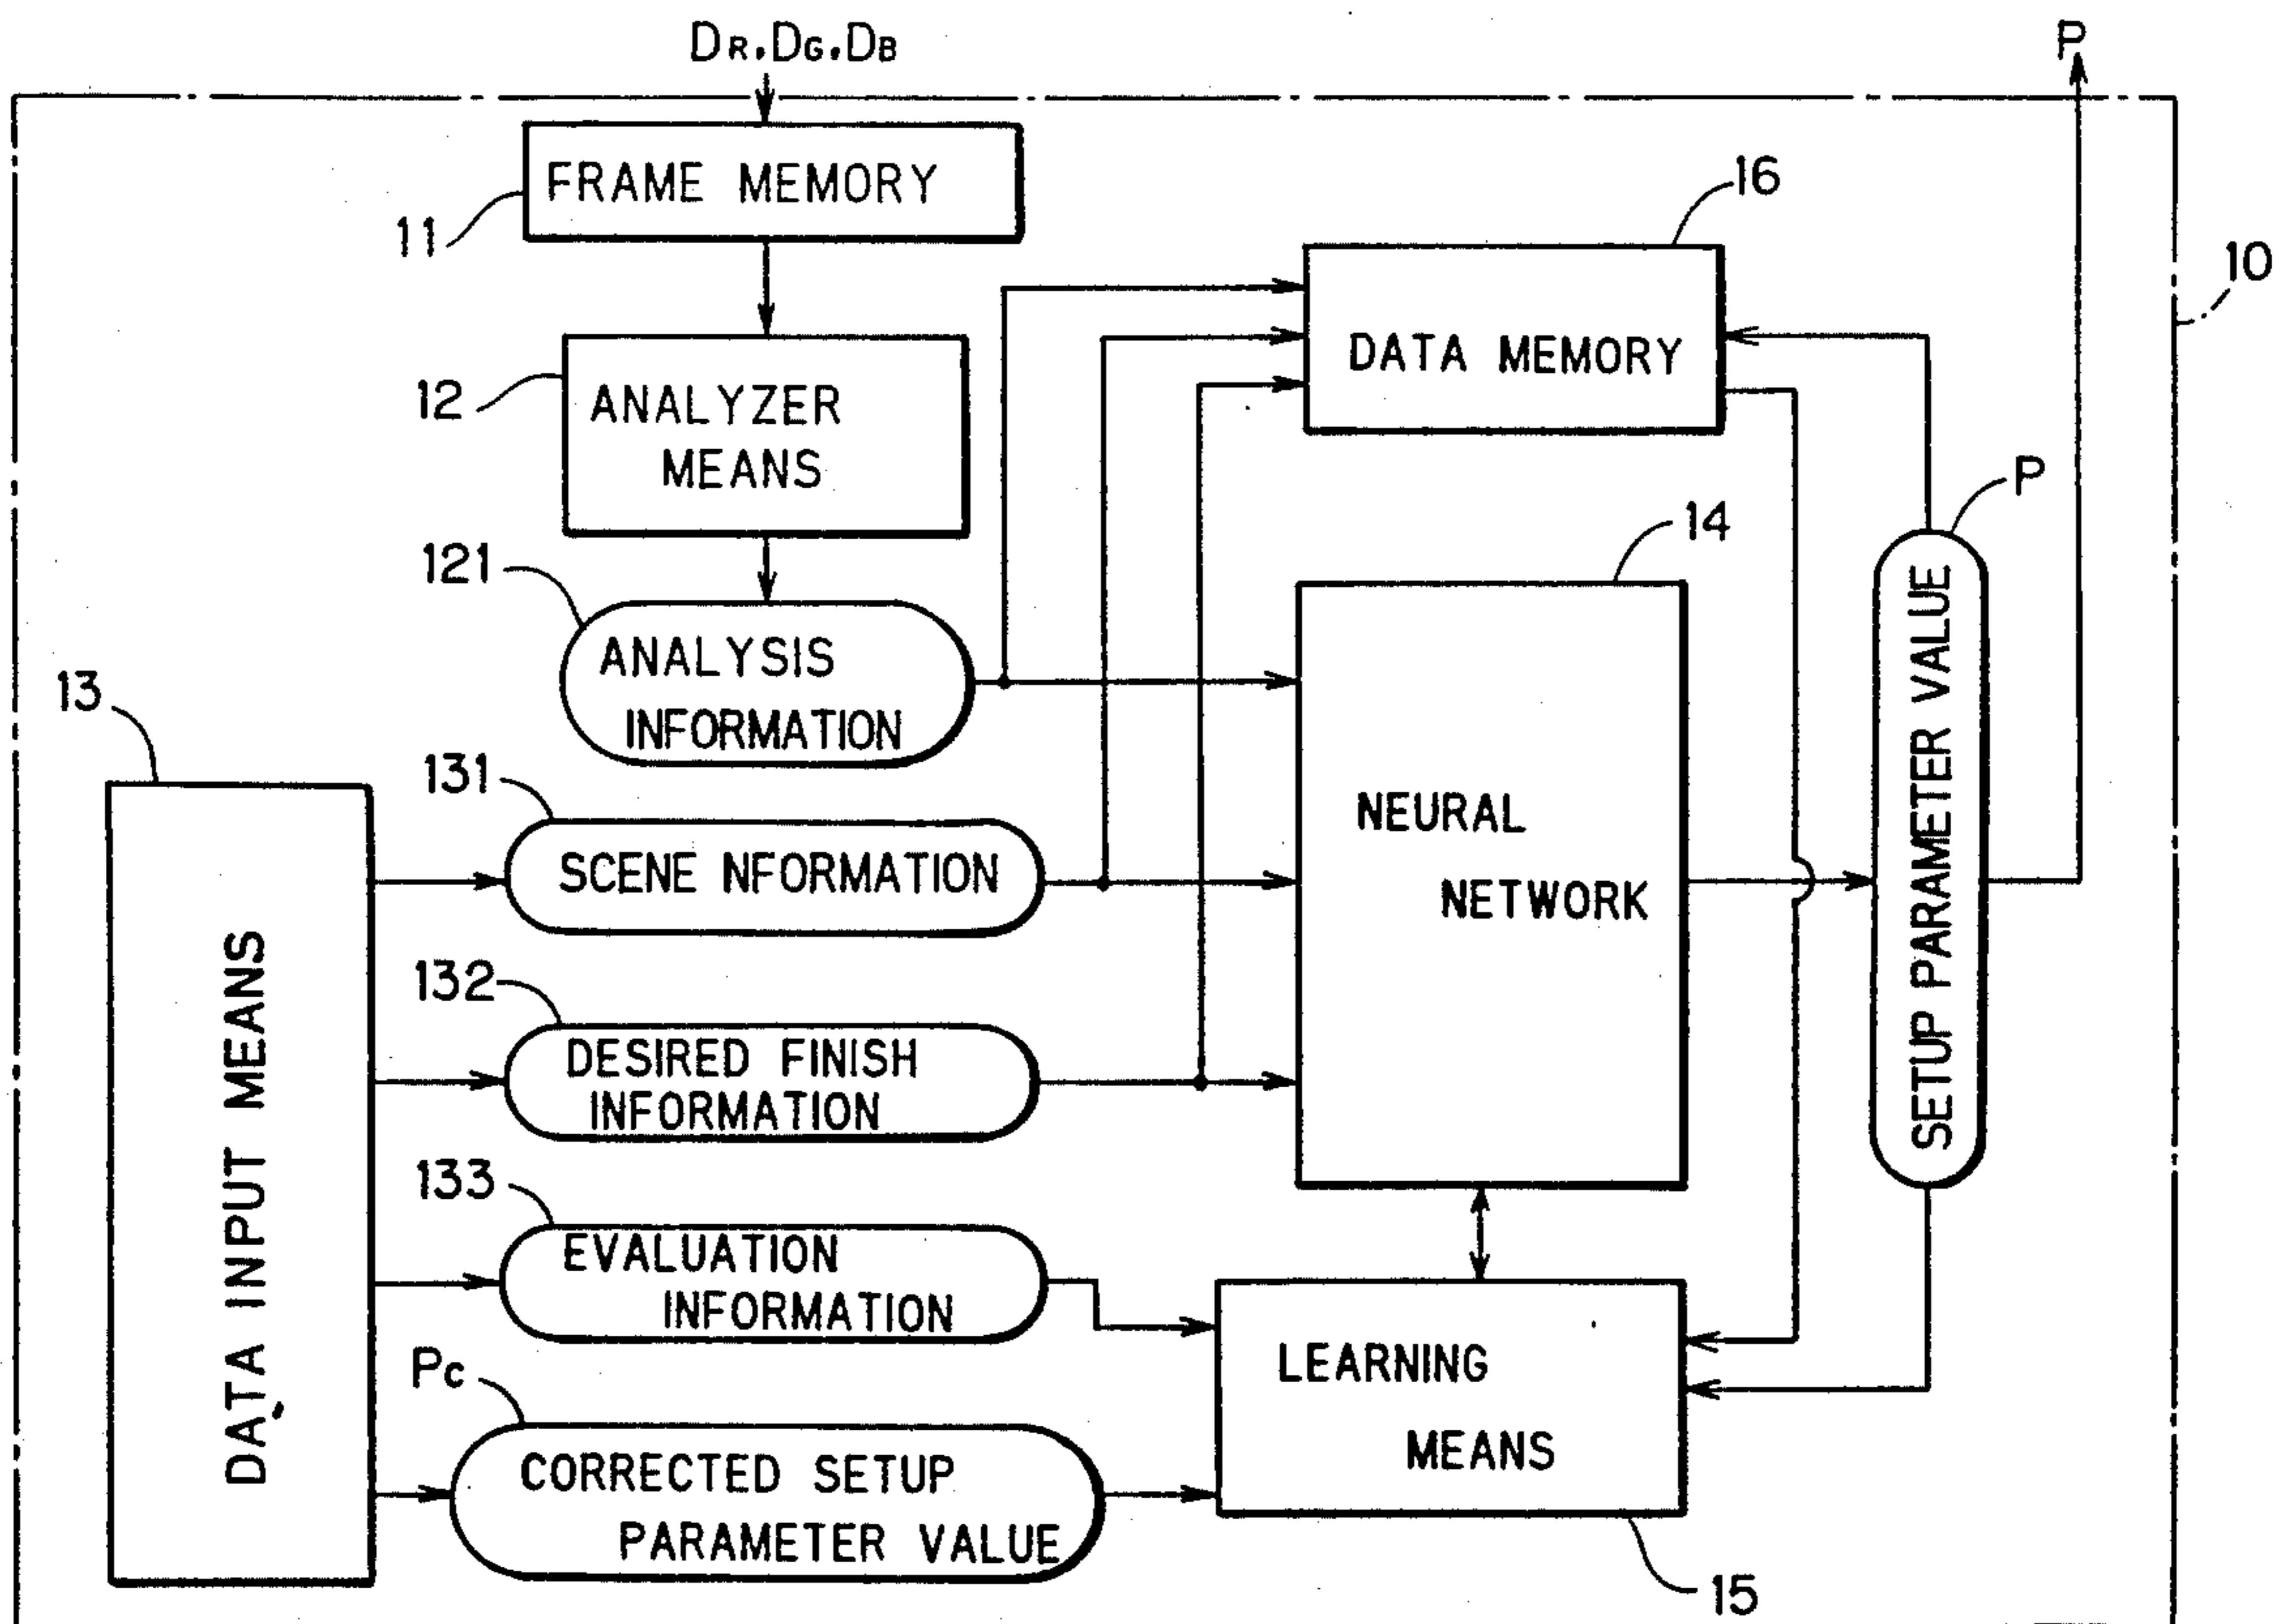 DR.DG.DB
P
FRAME MEMORY
11
16
10
DATA MEMORY
12
ANALYZER
MEANS
P
14
121
ANALYSIS
INFORMATION
13
131
SCENE NFORMATION
NEURAL
NETWORK
SETUP PARAMETER VALUE
132
DESIRED FINISH
INFORMATION
DATA INPUT MEANS
133
EVALUATION
INFORMATION
LEARNING
MEANS
Pc
CORRECTED SETUP
PARAMETER VALUE
15